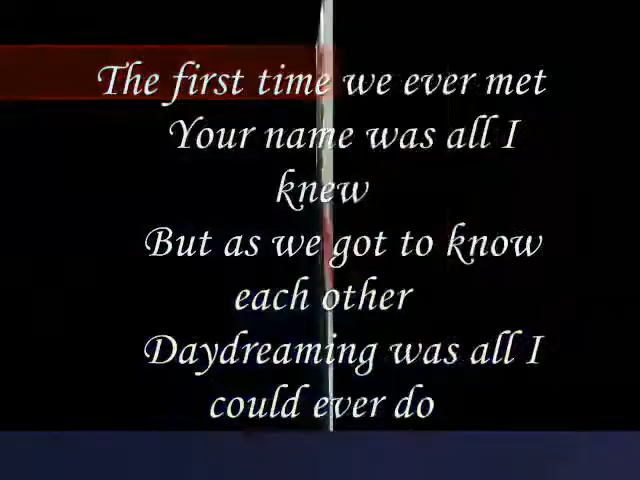 The first time we ever met
Your name was all I
knew
But as we got to know
each other
Daydreaming was all I
could ever do